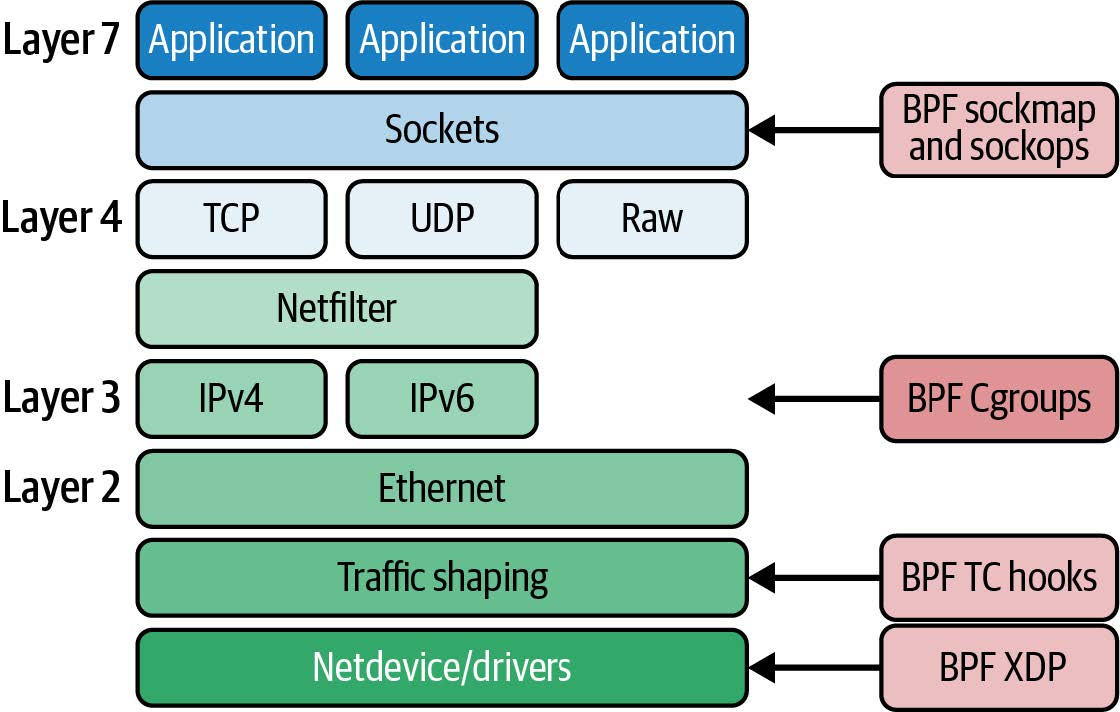 Layer 7
Application
Application
Application
Sockets
BPF sockmap
and sockops
Layer 4
TCP
UDP
Raw
Netfilter
Layer 3
IPv4
IPv6
BPF Cgroups
Layer 2
Ethernet
Traffic shaping
BPF TC hooks
Netdevice/drivers
BPF XDP